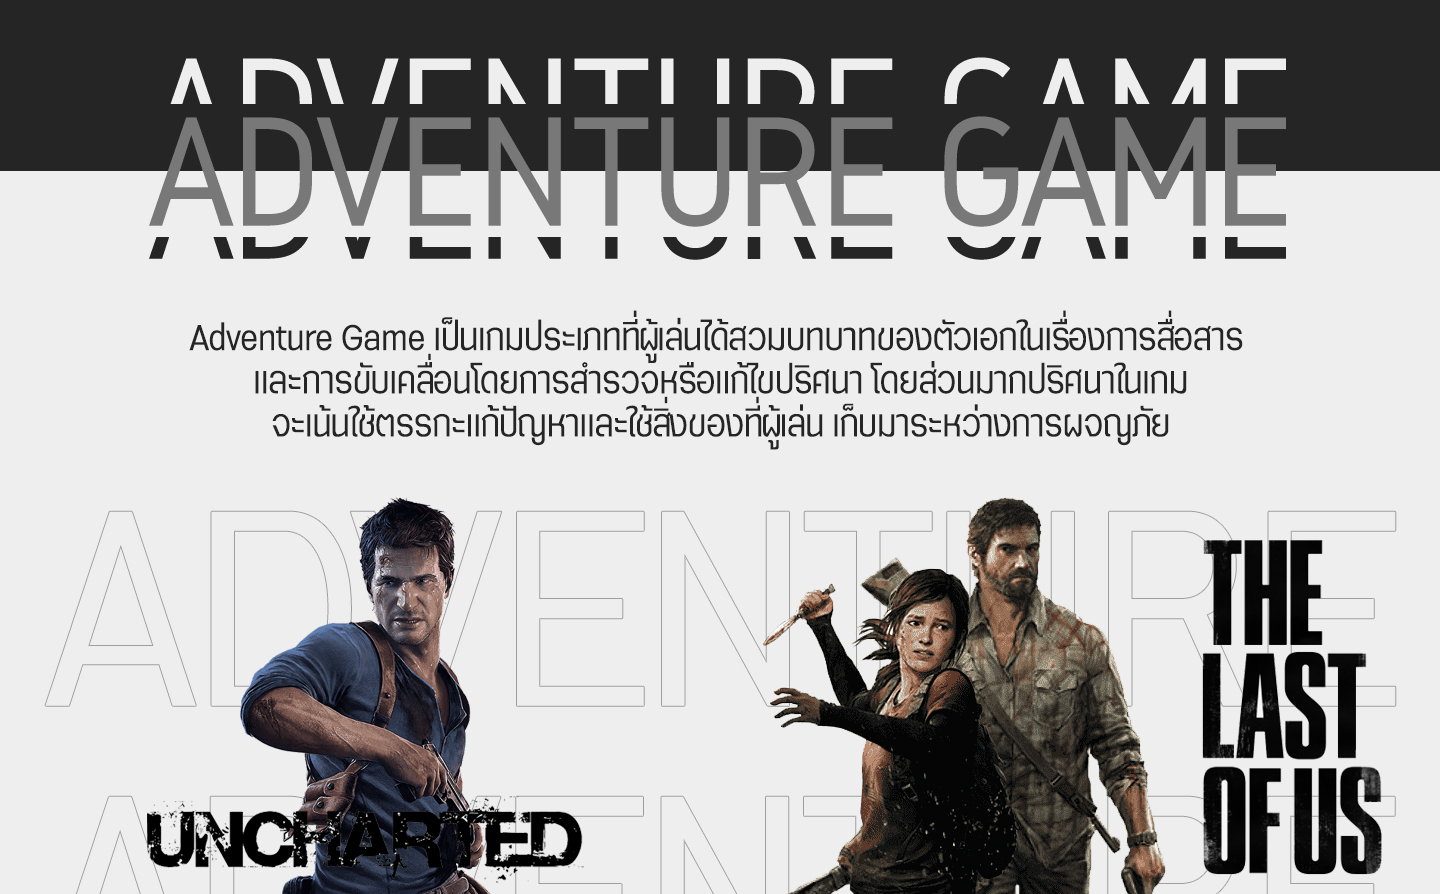 ADVENTURE GAME
ADVENTURE GAME
ADVENTURE GAME
Adventure Game เป็นเกมประเภทที่ผู้เล่นได้สวมบทบาทของตัวเอกในเรื่องการสื่อสาร
และการขับเคลื่อนโดยการสำรวจหรือแก้ไขปริศนา โดยส่วนมากปริศนาในเกม
จะเน้นใช้ตรรกะแก้ปัญหาและใช้สิ่งของที่ผู้เล่น เก็บมาระหว่างการผจญภัย
ADVENTURE
UNCHARTED
THE
LAST
OF US
ADVENTURE